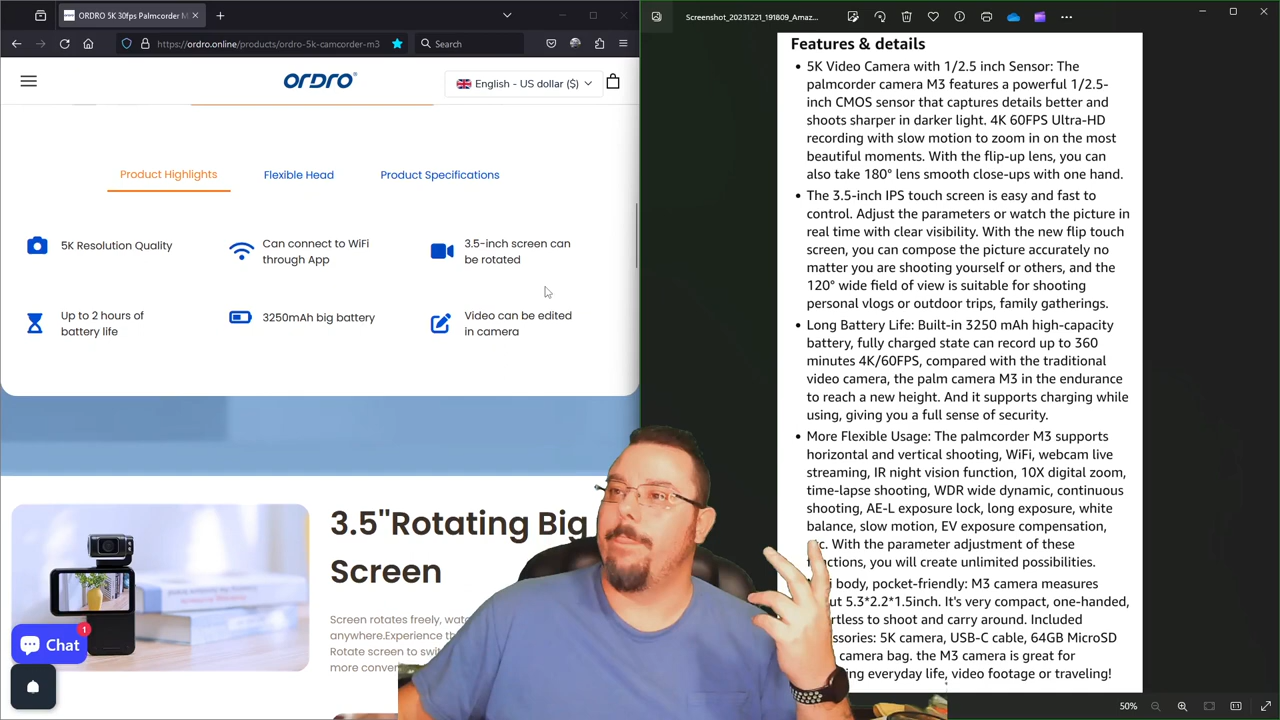 ORDRO 5K 30fps Palmcorder M
https://ordro.online/products/ordro-5k-camcorder-m3
Search
ordro
English - US dollar ($)
Product Highlights
Flexible Head
Product Specifications
5K Resolution Quality
Can connect to WiFi
through App
3.5-inch screen can
be rotated
Up to 2 hours of
battery life
3250mAh big battery
Video can be edited
in camera
3.5"Rotating Big
Screen
Screen rotates freely,
anywhere.Experience
Rotate screen to
more
Chat
1
Screenshot_20231221_191809_Amaz...
Features & details
5K Video Camera with 1/2.5 inch Sensor: The
palmcorder camera M3 features a powerful 1/2.5-
inch CMOS sensor that captures details better and
shoots sharper in darker light. 4K 60FPS Ultra-HD
recording with slow motion to zoom in on the most
beautiful moments. With the flip-up lens, you can
also take 180° lens smooth close-ups with one hand.
The 3.5-inch IPS touch screen is easy and fast to
control. Adjust the parameters or watch the picture in
real time with clear visibility. With the new flip touch
screen, you can compose the picture accurately no
matter you are shooting yourself or others, and the
120° wide field of view is suitable for shooting
personal vlogs or outdoor trips, family gatherings.
Long Battery Life: Built-in 3250 mAh high-capacity
battery, fully charged state can record up to 360
minutes 4K/60FPS, compared with the traditional
video camera, the palm camera M3 in the endurance
to reach a new height. And it supports charging while
using, giving you a full sense of security.
More Flexible Usage: The palmcorder M3 supports
horizontal and vertical shooting, WiFi, webcam live
streaming, IR night vision function, 10X digital zoom,
time-lapse shooting, WDR wide dynamic, continuous
shooting, AE-L exposure lock, long exposure, white
balance, slow motion, EV exposure compensation,
With the parameter adjustment of these
you will create unlimited possibilities.
body, pocket-friendly: M3 camera measures
5.3*2.2*1.5inch. It's very compact, one-handed,
to shoot and carry around. Included
5K camera, USB-C cable, 64GB MicroSD
camera bag. the M3 camera is great for
everyday life, video footage or traveling!
50%